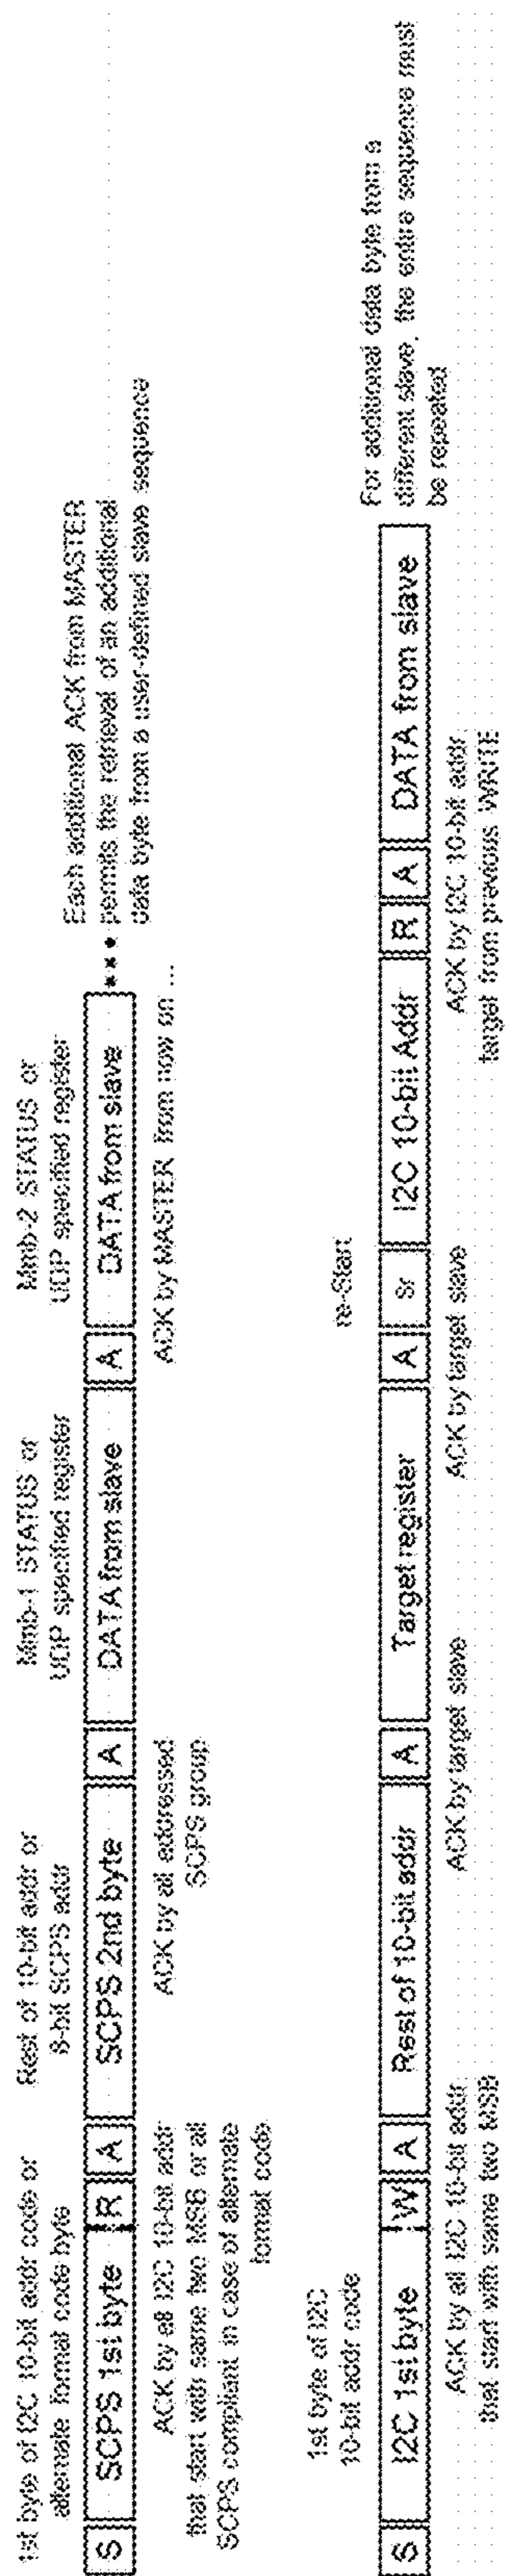 1st byte of I2C 10-bit addr code or
alternate format code byte
Rest of 10-bit addr or
8-bit SCPS addr
Mmb-1 STATUS or
UDP specified register
Mmb-2 STATUS or
UDP specified register
S SCPS 1st byte R A SCPS 2nd byte A DATA from slave A DATA from slave •••
Each additional ACK from MASTER
permits the retrieval of an additional
data byte from a user-defined slave sequence
ACK by all I2C 10-bit addr
that start with same two MSB or all
SCPS compliant in case of alternate
format code
ACK by all addressed
SCPS group
ACK by MASTER from now on ...
1st byte of I2C
10-bit addr code
re-Start
S I2C 1st byte W A Rest of 10-bit addr A Target register A Sr I2C 10-bit Addr R A DATA from slave
For additional data byte from a
different slave, the entire sequence must
be repeated
ACK by all I2C 10-bit addr
that start with same two MSB
ACK by target slave
ACK by target slave
ACK by I2C 10-bit addr
target from previous WRITE